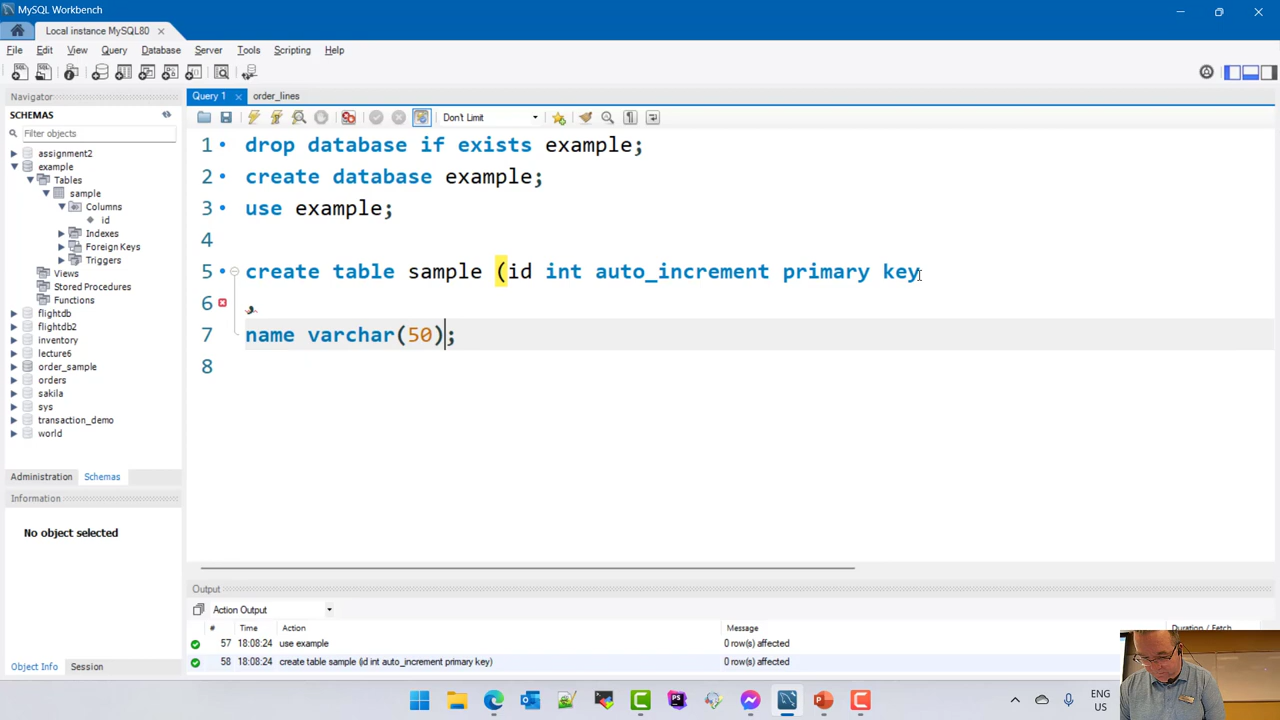 MySQL Workbench
Local instance MySQL80
File Edit View Query Database Server Tools Scripting Help
Navigator
SCHEMAS
Filter objects
assignment2
example
Tables
sample
Columns
id
Indexes
Foreign Keys
Triggers
Views
Stored Procedures
Functions
flightdb
flightdb2
inventory
lecture6
order_sample
orders
sakila
sys
transaction_demo
world
Administration Schemas
Information
No object selected
Object Info Session
Query 1 order_lines
Don't Limit
1 drop database if exists example;
2 create database example;
3 use example;
4
5 create table sample (id int auto_increment primary key
6 ,
7 name varchar(50);
8
Output
Action Output
# Time Action Message Duration / Fetch
57 18:08:24 use example 0 row(s) affected
58 18:08:24 create table sample (id int auto_increment primary key) 0 row(s) affected
ENG
US